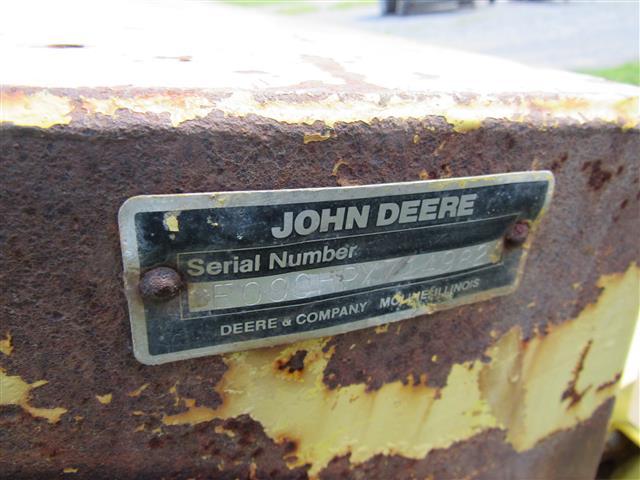 JOHN DEERE
Serial Number
DEERE & COMPANY MOLINE ILLINOIS